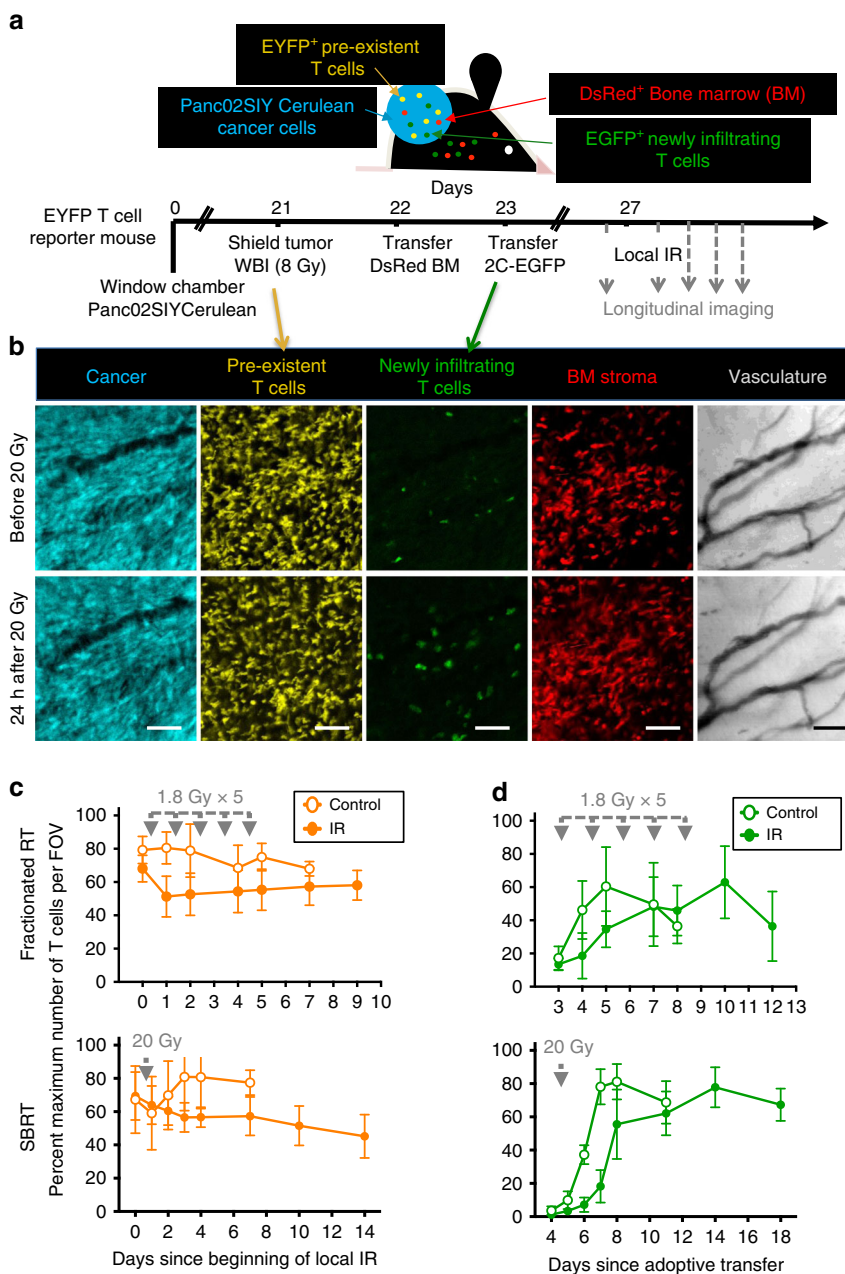 a
EYFP⁺ pre-existent
T cells
Panc02SIY Cerulean
cancer cells
DsRed⁺ Bone marrow (BM)
EGFP⁺ newly infiltrating
T cells
Days
0
21
22
23
27
EYFP T cell
reporter mouse
Shield tumor
WBI (8 Gy)
Transfer
DsRed BM
Transfer
2C-EGFP
Local IR
Window chamber
Panc02SIYCerulean
Longitudinal imaging
b
Cancer
Pre-existent
T cells
Newly infiltrating
T cells
BM stroma
Vasculature
Before 20 Gy
24 h after 20 Gy
c
1.8 Gy × 5
Control
IR
Fractionated RT
Percent maximum number of T cells per FOV
100
80
60
40
20
0
0 1 2 3 4 5 6 7 8 9 10
20 Gy
SBRT
100
80
60
40
20
0
0 2 4 6 8 10 12 14
Days since beginning of local IR
d
1.8 Gy × 5
Control
IR
100
80
60
40
20
0
3 4 5 6 7 8 9 10 11 12 13
20 Gy
100
80
60
40
20
0
4 6 8 10 12 14 16 18
Days since adoptive transfer